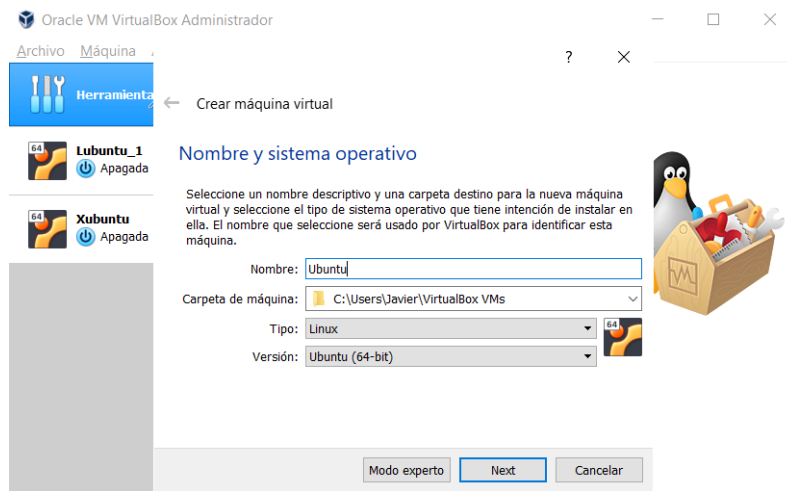 Oracle VM VirtualBox Administrador
Archivo Máquina
?
Herramienta
Crear máquina virtual
64
Lubuntu_1
Apagada
Nombre y sistema operativo
Seleccione un nombre descriptivo y una carpeta destino para la nueva máquina
virtual y seleccione el tipo de sistema operativo que tiene intención de instalar en
ella. El nombre que seleccione será usado por VirtualBox para identificar esta
máquina.
64
Xubuntu
Apagada
Nombre: Ubuntu
Carpeta de máquina: C:\Users\Javier\VirtualBox VMs
Tipo: Linux
64
Versión: Ubuntu (64-bit)
Modo experto Next Cancelar